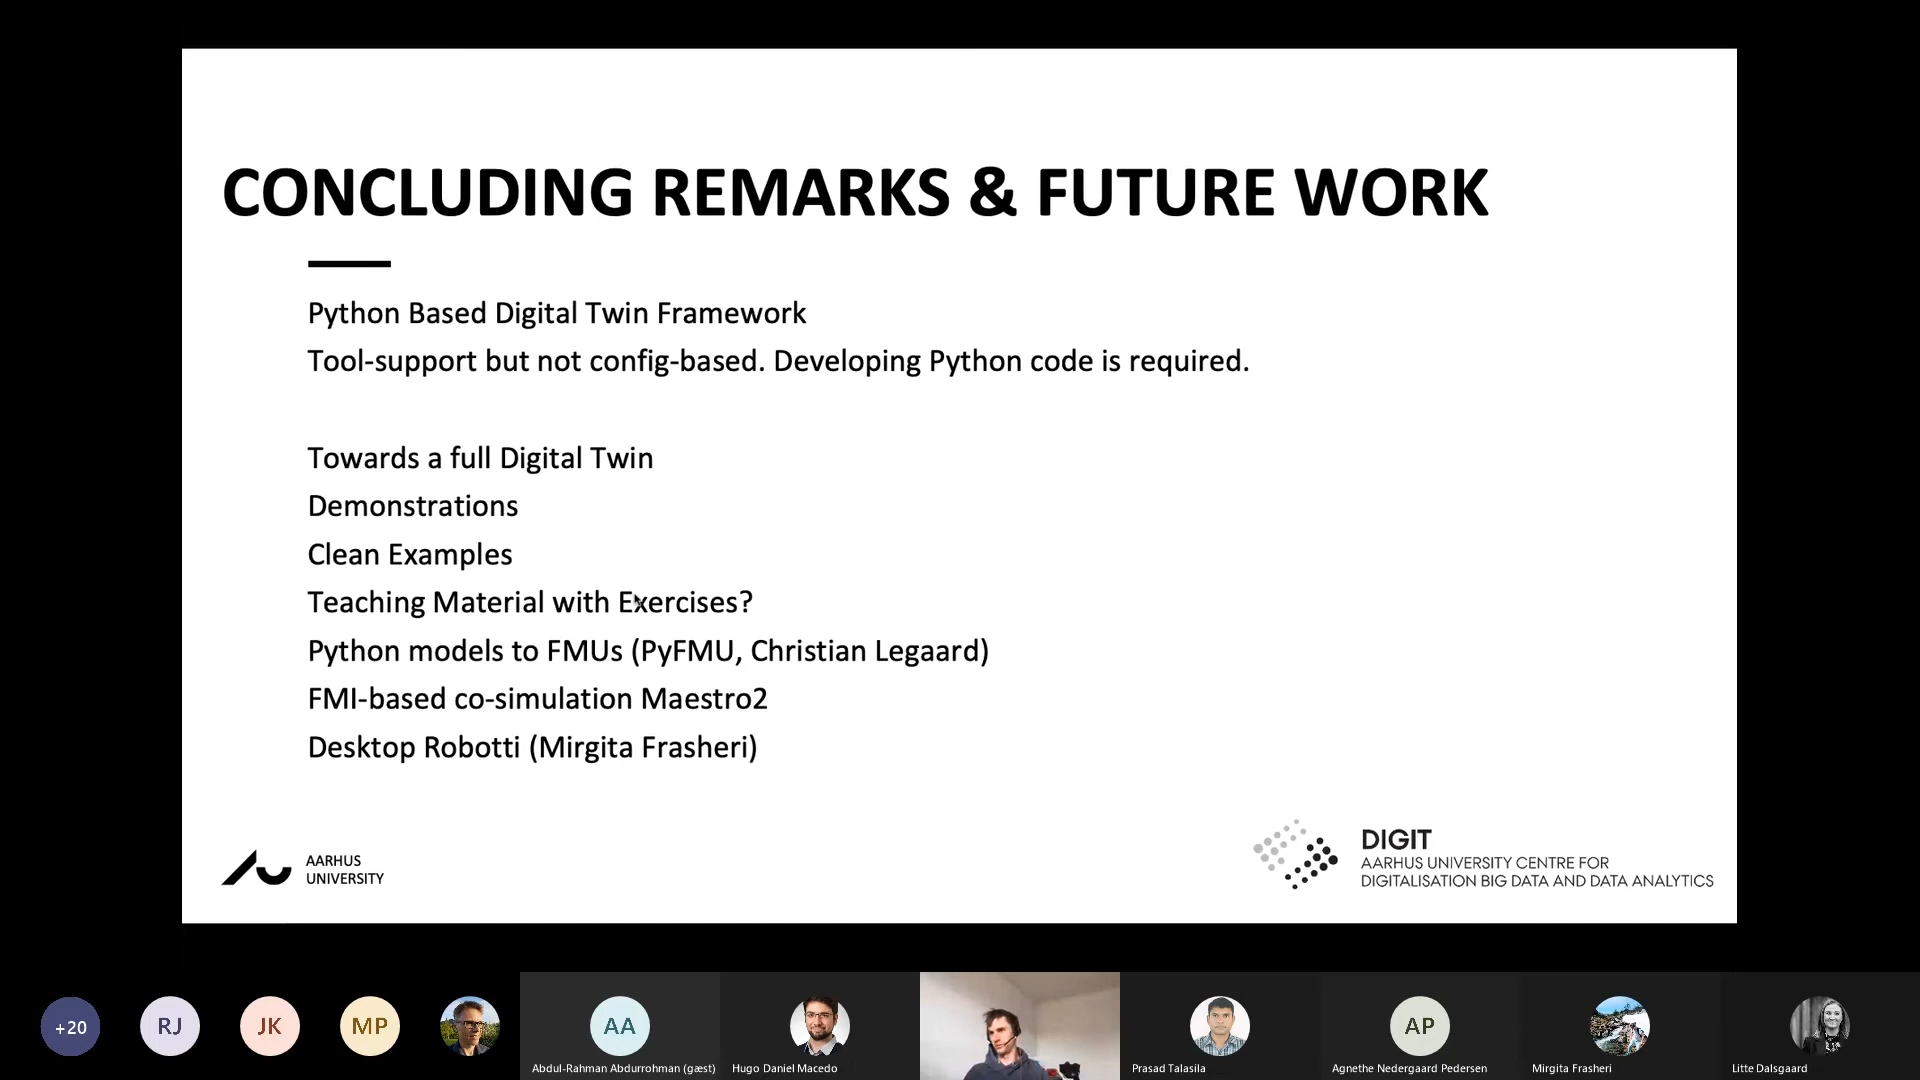 CONCLUDING REMARKS & FUTURE WORK
Python Based Digital Twin Framework
Tool-support but not config-based. Developing Python code is required.
Towards a full Digital Twin
Demonstrations
Clean Examples
Teaching Material with Exercises?
Python models to FMUs (PyFMU, Christian Legaard)
FMI-based co-simulation Maestro2
Desktop Robotti (Mirgita Frasheri)
AARHUS
UNIVERSITY
DIGIT
AARHUS UNIVERSITY CENTRE FOR
DIGITALISATION BIG DATA AND DATA ANALYTICS
+20
RJ
JK
MP
AA
AP
Abdul-Rahman Abdurrohman (gæst)
Hugo Daniel Macedo
Prasad Talasila
Agnethe Nedergaard Pedersen
Mirgita Frasheri
Litte Dalsgaard